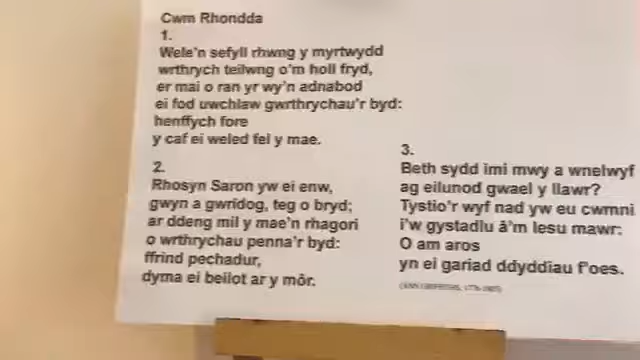 Cwm Rhondda
1.
Wele'n sefyll rhwng y myrtwydd
wrthrych teilwng o'm holl fryd,
er mai o ran yr wy'n adnabod
ei fod uwchlaw gwrthrychau'r byd:
henffych fore
y caf ei weled fel y mae.
2.
Rhosyn Saron yw ei enw,
gwyn a gwridog, teg o bryd;
ar ddeng mil y mae'n rhagori
o wrthrychau penna'r byd:
ffrind pechadur,
dyma ei beilot ar y môr.
3.
Beth sydd imi mwy a wnelwyf
ag eilunod gwael y llawr?
Tystio'r wyf nad yw eu cwmni
i'w gystadlu â'm Iesu mawr:
O am aros
yn ei gariad ddyddiau f'oes.
(ANN GRIFFITHS, 1776-1805)